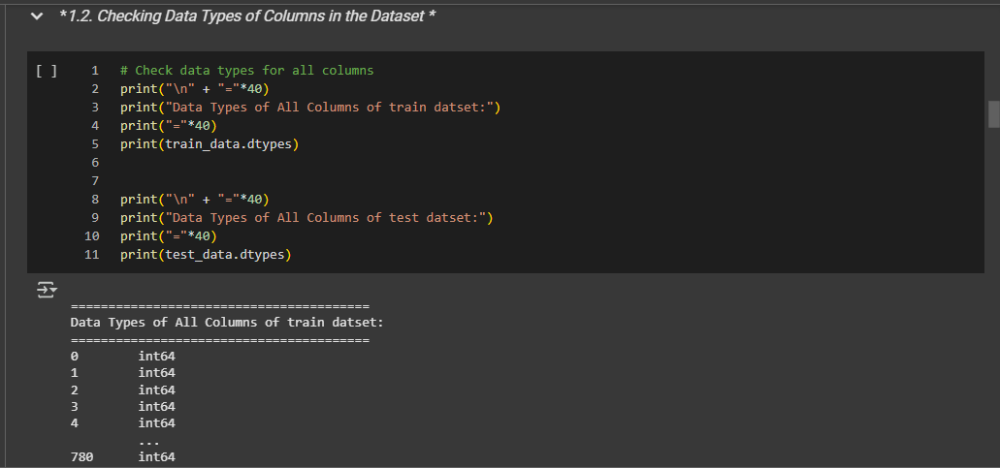 *1.2. Checking Data Types of Columns in the Dataset *
[ ] 1 # Check data types for all columns
2 print("\n" + "="*40)
3 print("Data Types of All Columns of train datset:")
4 print("="*40)
5 print(train_data.dtypes)
6
7
8 print("\n" + "="*40)
9 print("Data Types of All Columns of test datset:")
10 print("="*40)
11 print(test_data.dtypes)
========================================
Data Types of All Columns of train datset:
========================================
0 int64
1 int64
2 int64
3 int64
4 int64
...
780 int64